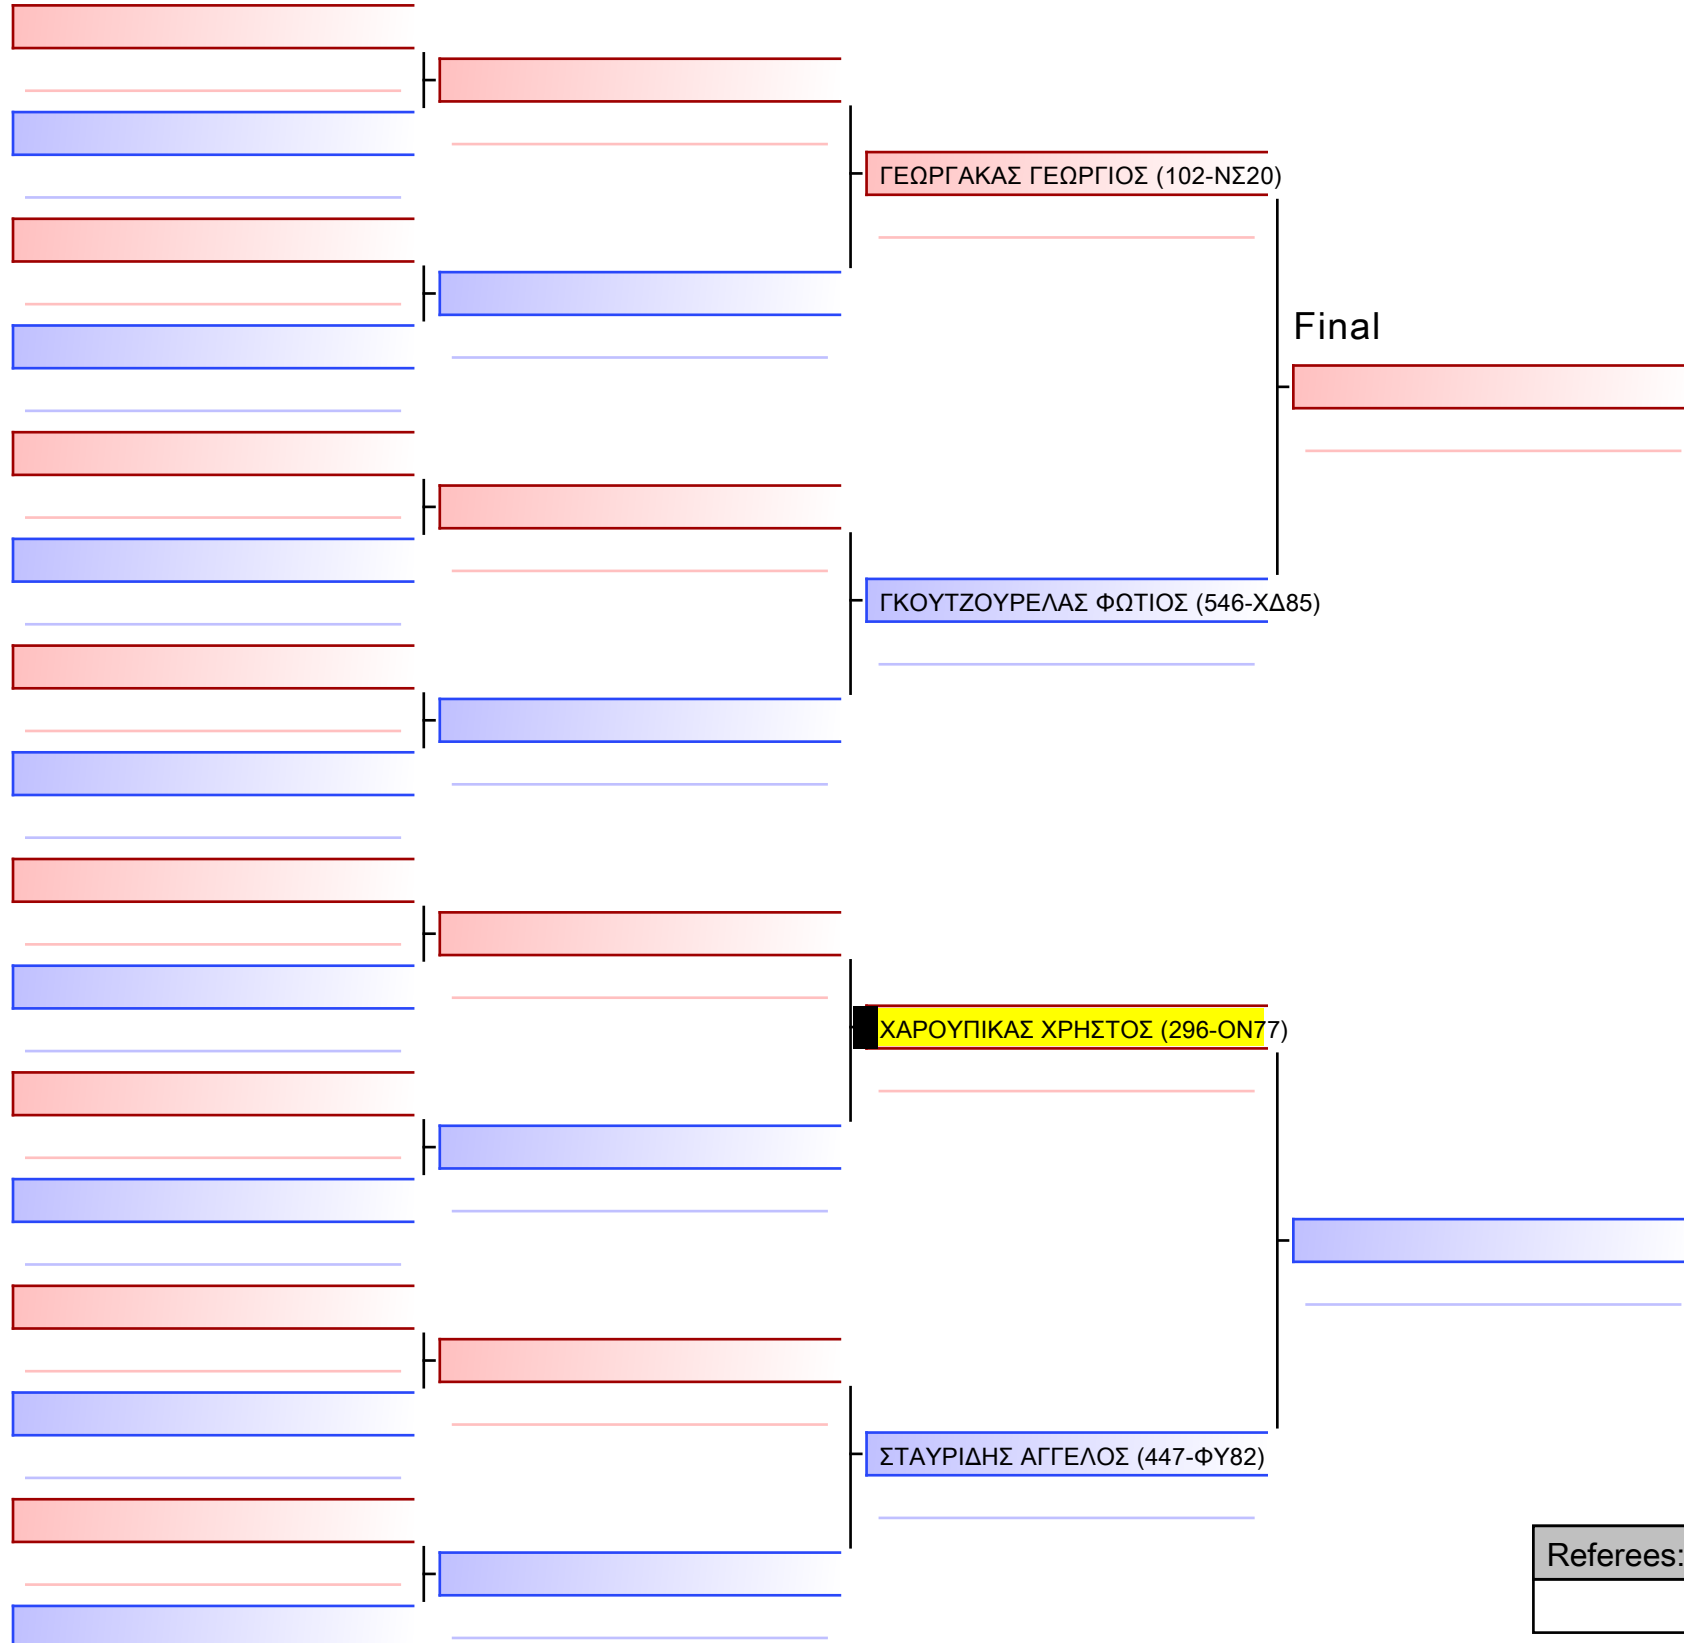 ΓΕΩΡΓΑΚΑΣ ΓΕΩΡΓΙΟΣ (102-ΝΣ20)
Final
ΓΚΟΥΤΖΟΥΡΕΛΑΣ ΦΩΤΙΟΣ (546-ΧΔ85)
ΧΑΡΟΥΠΙΚΑΣ ΧΡΗΣΤΟΣ (296-ΟΝ77)
ΣΤΑΥΡΙΔΗΣ ΑΓΓΕΛΟΣ (447-ΦΥ82)
Referees: